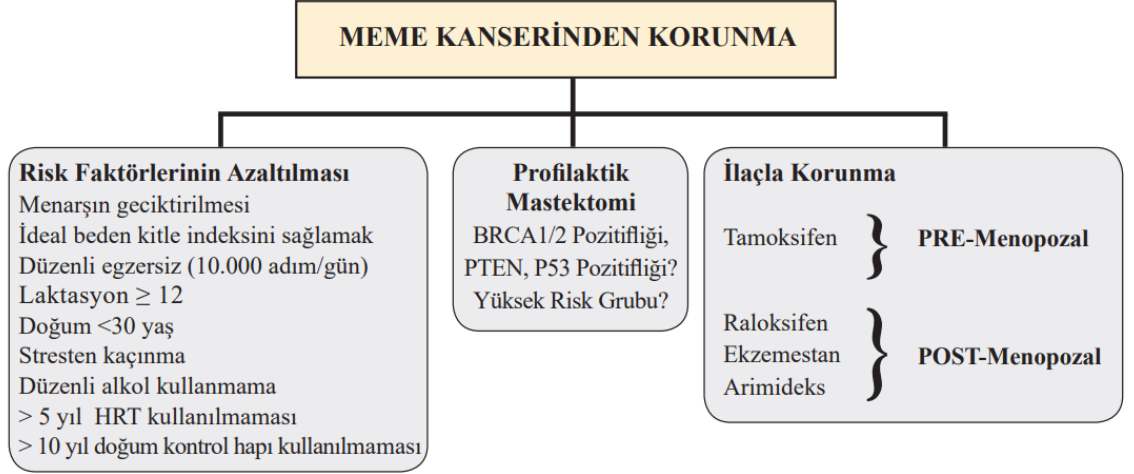 MEME KANSERİNDEN KORUNMA
Risk Faktörlerinin Azaltılması
Menarşın geciktirilmesi
İdeal beden kitle indeksini sağlamak
Düzenli egzersiz (10.000 adım/gün)
Laktasyon ≥ 12
Doğum <30 yaş
Stresten kaçınma
Düzenli alkol kullanmama
> 5 yıl HRT kullanılmaması
> 10 yıl doğum kontrol hapı kullanılmaması
Profilaktik
Mastektomi
BRCA1/2 Pozitifliği,
PTEN, P53 Pozitifliği?
Yüksek Risk Grubu?
İlaçla Korunma
Tamoksifen } PRE-Menopozal
Raloksifen
Ekzemestan } POST-Menopozal
Arimideks